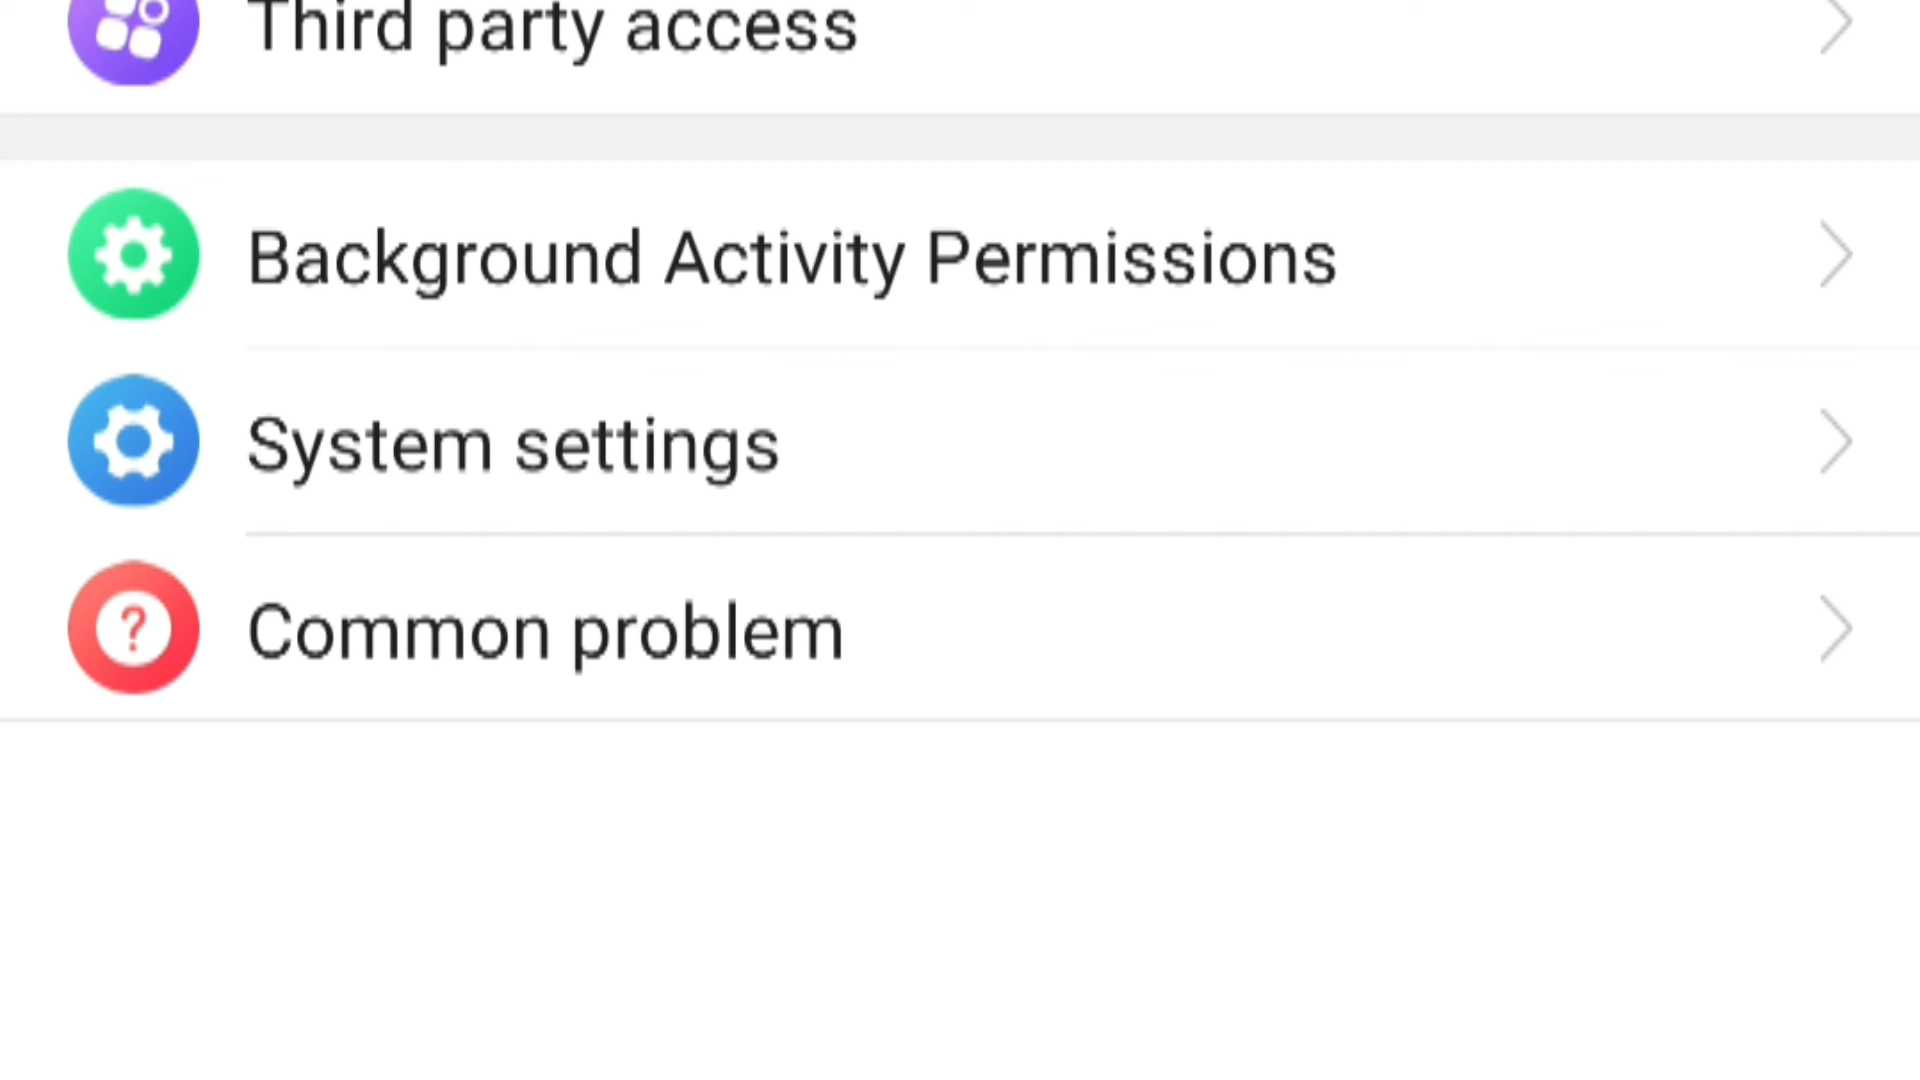 Third party access
Background Activity Permissions
System settings
Common problem